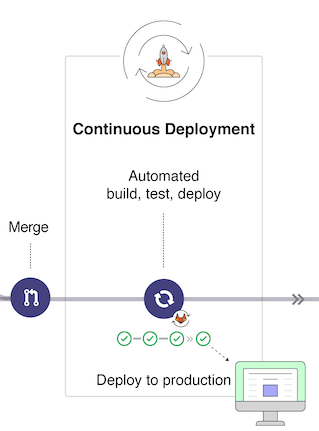 Continuous Deployment
Automated
build, test, deploy
Merge
Deploy to production